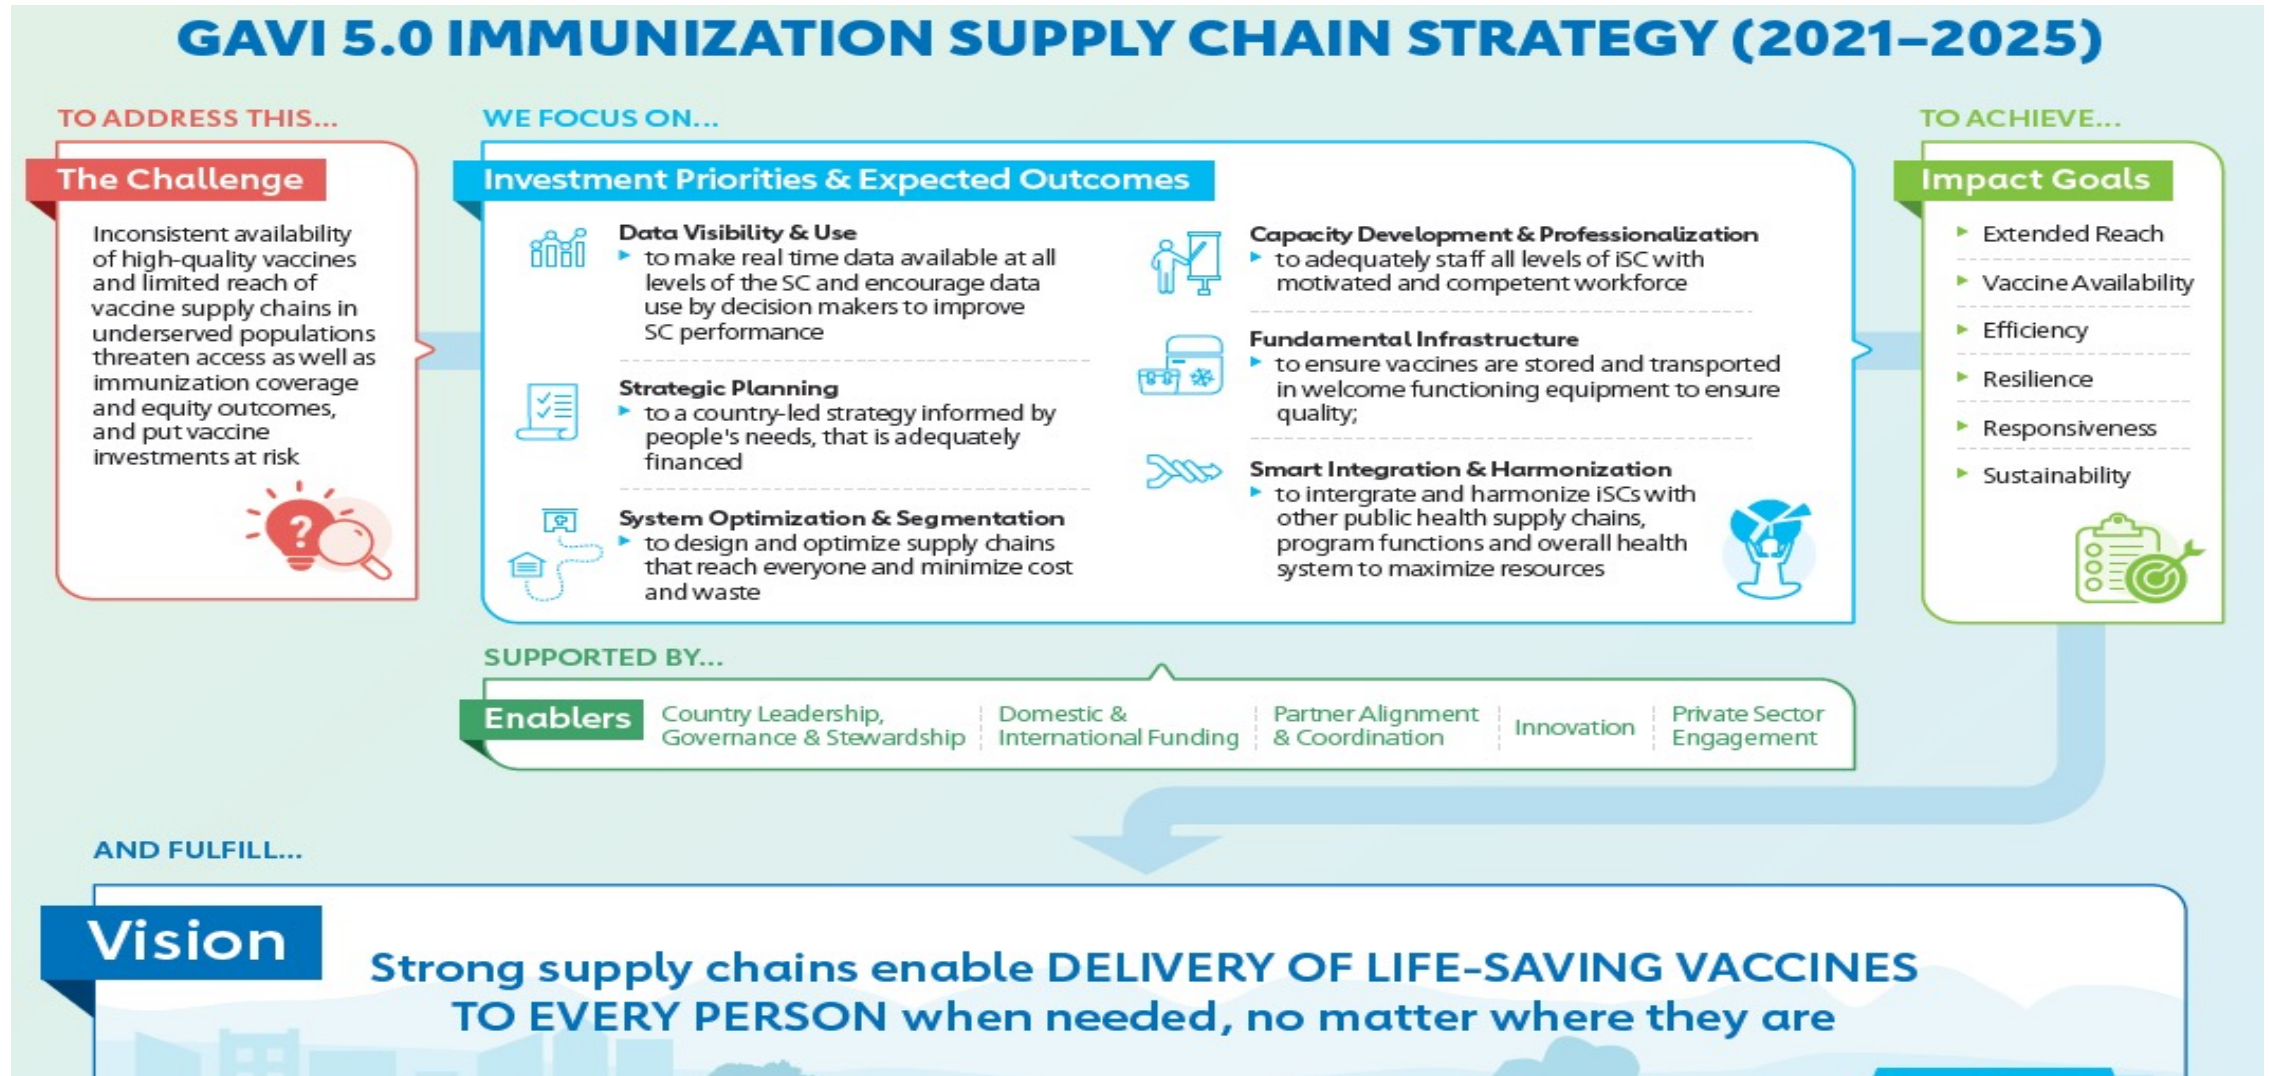 GAVI 5.0 IMMUNIZATION SUPPLY CHAIN STRATEGY (2021–2025)
TO ADDRESS THIS...
The Challenge
Inconsistent availability
of high-quality vaccines
and limited reach of
vaccine supply chains in
underserved populations
threaten access as well as
immunization coverage
and equity outcomes,
and put vaccine
investments at risk
?
WE FOCUS ON...
Investment Priorities & Expected Outcomes
Data Visibility & Use
to make real time data available at all
levels of the SC and encourage data
use by decision makers to improve
SC performance
Strategic Planning
to a country-led strategy informed by
people's needs, that is adequately
financed
System Optimization & Segmentation
to design and optimize supply chains
that reach everyone and minimize cost
and waste
Capacity Development & Professionalization
to adequately staff all levels of iSC with
motivated and competent workforce
Fundamental Infrastructure
to ensure vaccines are stored and transported
in welcome functioning equipment to ensure
quality;
Smart Integration & Harmonization
to intergrate and harmonize iSCs with
other public health supply chains,
program functions and overall health
system to maximize resources
TO ACHIEVE...
Impact Goals
Extended Reach
Vaccine Availability
Efficiency
Resilience
Responsiveness
Sustainability
SUPPORTED BY...
Enablers
Country Leadership,
Governance & Stewardship
Domestic &
International Funding
Partner Alignment
& Coordination
Innovation
Private Sector
Engagement
AND FULFILL...
Vision
Strong supply chains enable DELIVERY OF LIFE-SAVING VACCINES
TO EVERY PERSON when needed, no matter where they are